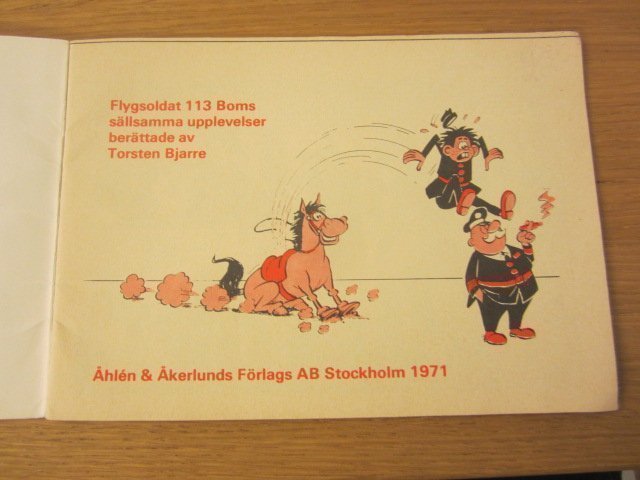 Flygsoldat 113 Boms
sällsamma upplevelser
berättade av
Torsten Bjarre
Åhlén & Åkerlunds Förlags AB Stockholm 1971